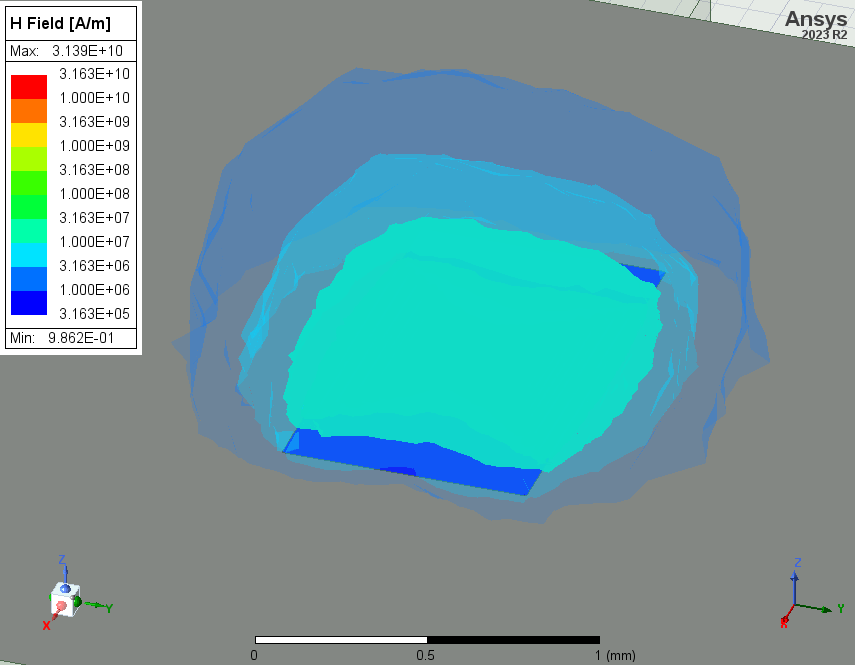 H Field [A/m]
Max: 3.139E+10
3.163E+10
1.000E+10
3.163E+09
1.000E+09
3.163E+08
1.000E+08
3.163E+07
1.000E+07
3.163E+06
1.000E+06
3.163E+05
Min: 9.862E-01
Ansys
2023 R2
Z
Y
X
Z
Y
X
0 0.5 1 (mm)